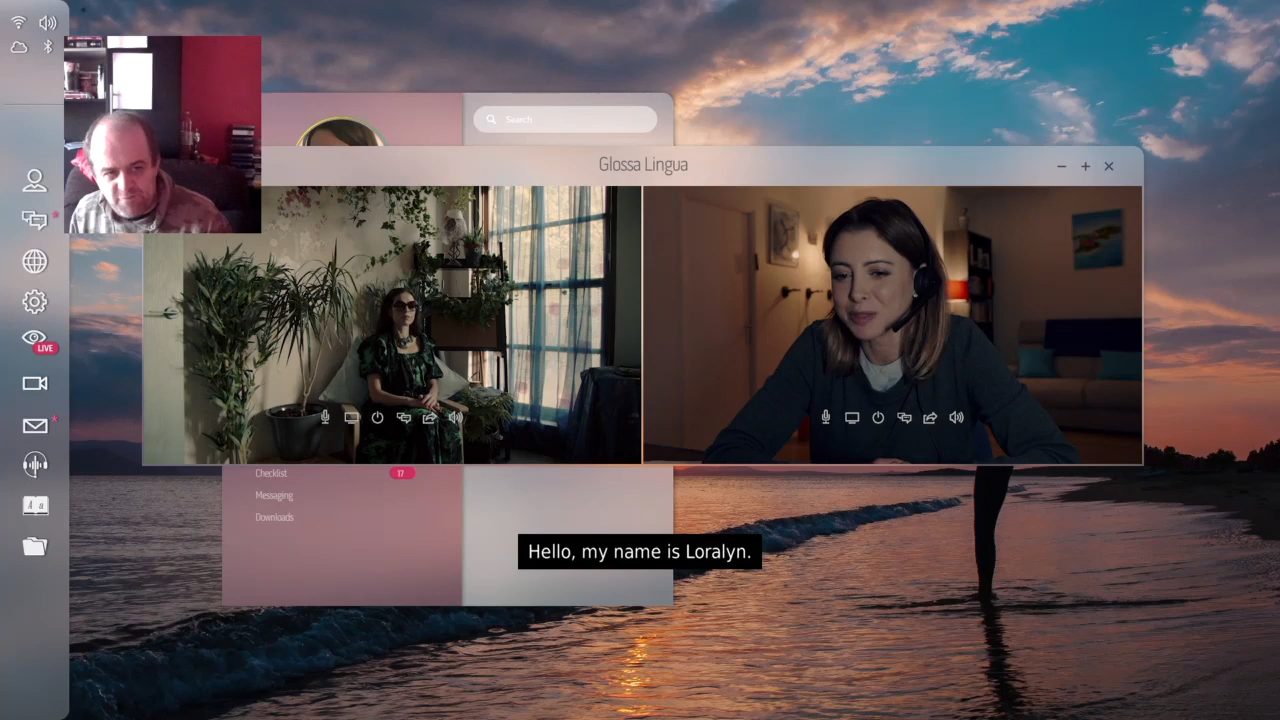 Search
Glossa Lingua
LIVE
Checklist
17
Messaging
Downloads
Hello, my name is Loralyn.